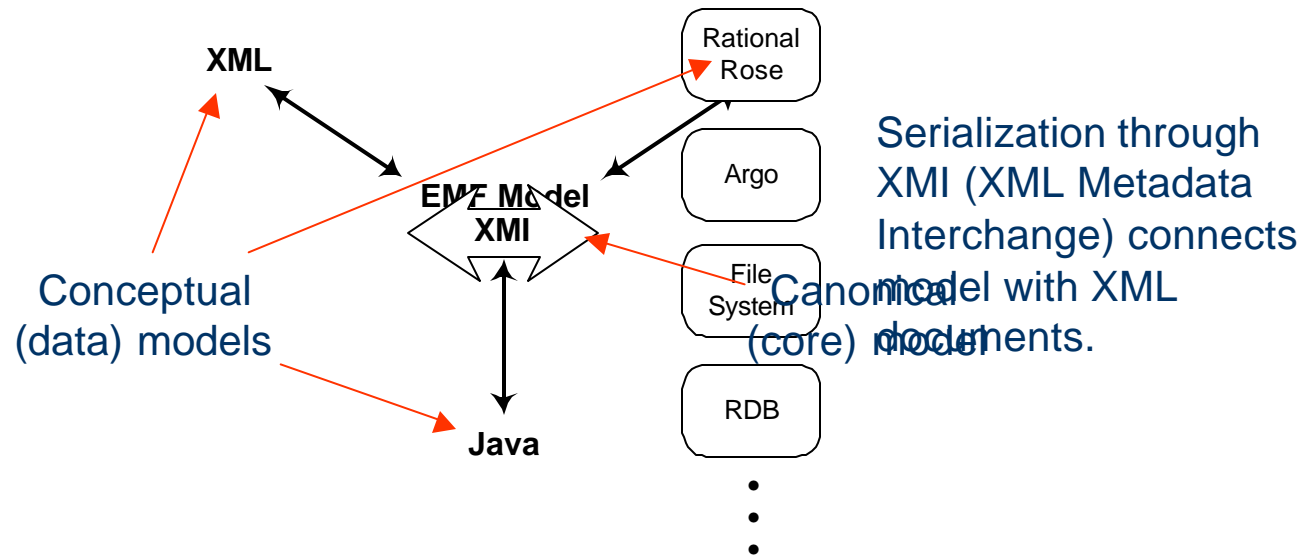 XML
Rational
Rose
Argo
EMF Model
XMI
Serialization through
XMI (XML Metadata
Interchange) connects
model with XML
documents.
File
System
Conceptual
(data) models
Canonical
(core) model
RDB
Java